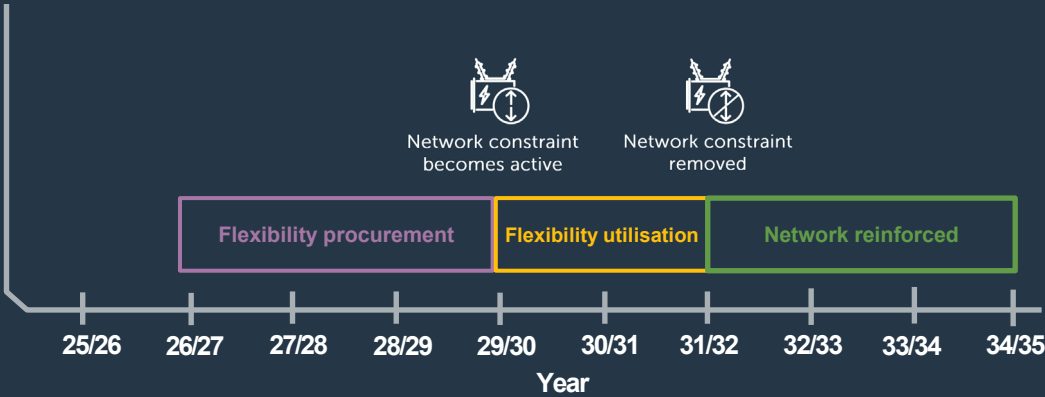 Network constraint
becomes active
Network constraint
removed
Flexibility procurement
Flexibility utilisation
Network reinforced
25/26
26/27
27/28
28/29
29/30
30/31
31/32
32/33
33/34
34/35
Year